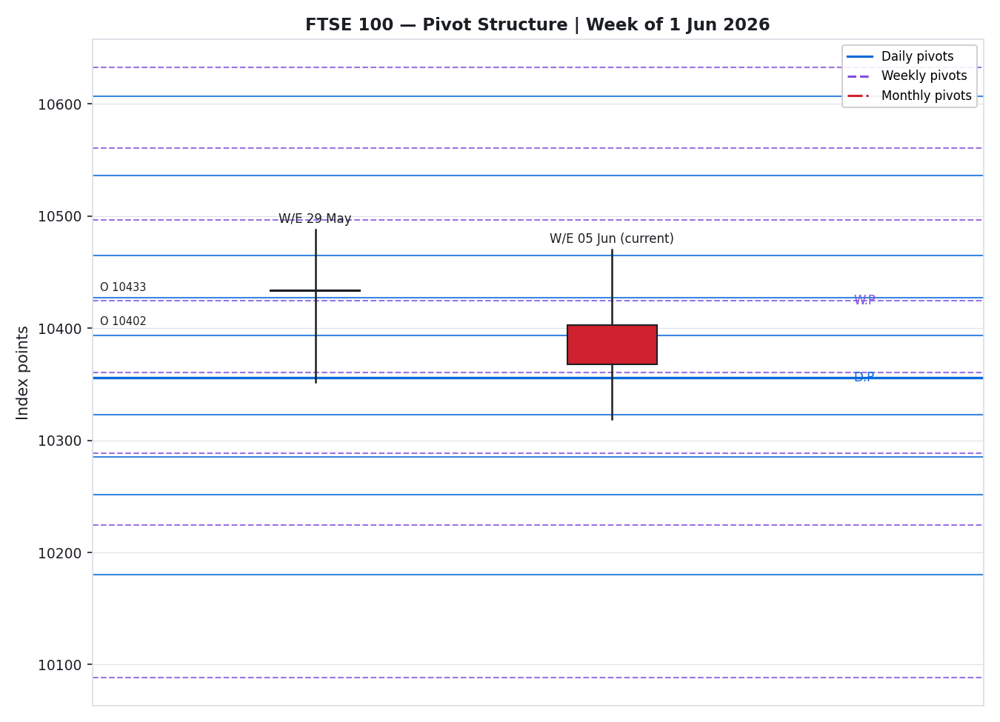 FTSE 100 — Pivot Structure | Week of 1 Jun 2026
Daily pivots
Weekly pivots
Monthly pivots
10600
10500
10400
10300
10200
10100
Index points
W/E 29 May
W/E 05 Jun (current)
O 10433
O 10402
W.P
D.P